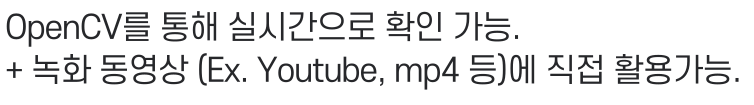 OpenCV를 통해 실시간으로 확인 가능.
+ 녹화 동영상 (Ex. Youtube, mp4 등)에 직접 활용가능.